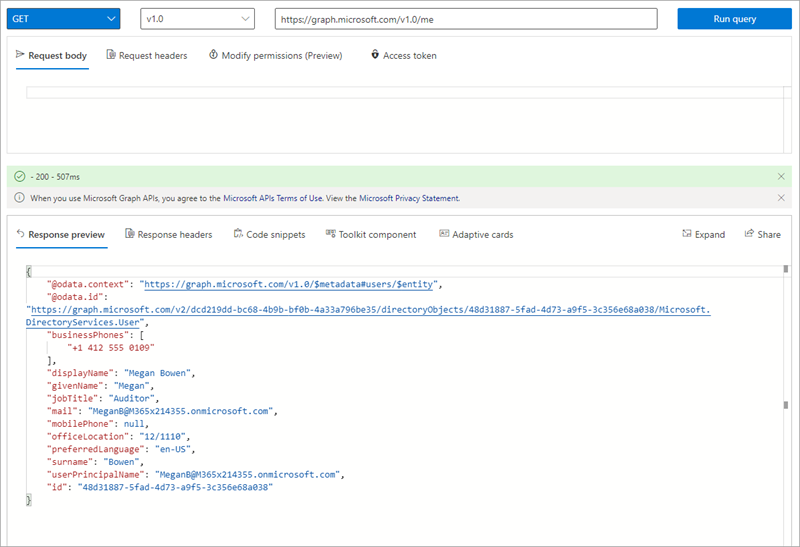 GET v1.0 https://graph.microsoft.com/v1.0/me Run query
Request body Request headers Modify permissions (Preview) Access token
- 200 - 507ms
When you use Microsoft Graph APIs, you agree to the Microsoft APIs Terms of Use. View the Microsoft Privacy Statement.
Response preview Response headers Code snippets Toolkit component Adaptive cards Expand Share
{
"@odata.context": "https://graph.microsoft.com/v1.0/$metadata#users/$entity",
"@odata.id":
"https://graph.microsoft.com/v2/dcd219dd-bc68-4b9b-bf0b-4a33a796be35/directoryObjects/48d31887-5fad-4d73-a9f5-3c356e68a038/Microsoft.
DirectoryServices.User",
"businessPhones": [
"+1 412 555 0109"
],
"displayName": "Megan Bowen",
"givenName": "Megan",
"jobTitle": "Auditor",
"mail": "MeganB@M365x214355.onmicrosoft.com",
"mobilePhone": null,
"officeLocation": "12/1110",
"preferredLanguage": "en-US",
"surname": "Bowen",
"userPrincipalName": "MeganB@M365x214355.onmicrosoft.com",
"id": "48d31887-5fad-4d73-a9f5-3c356e68a038"
}